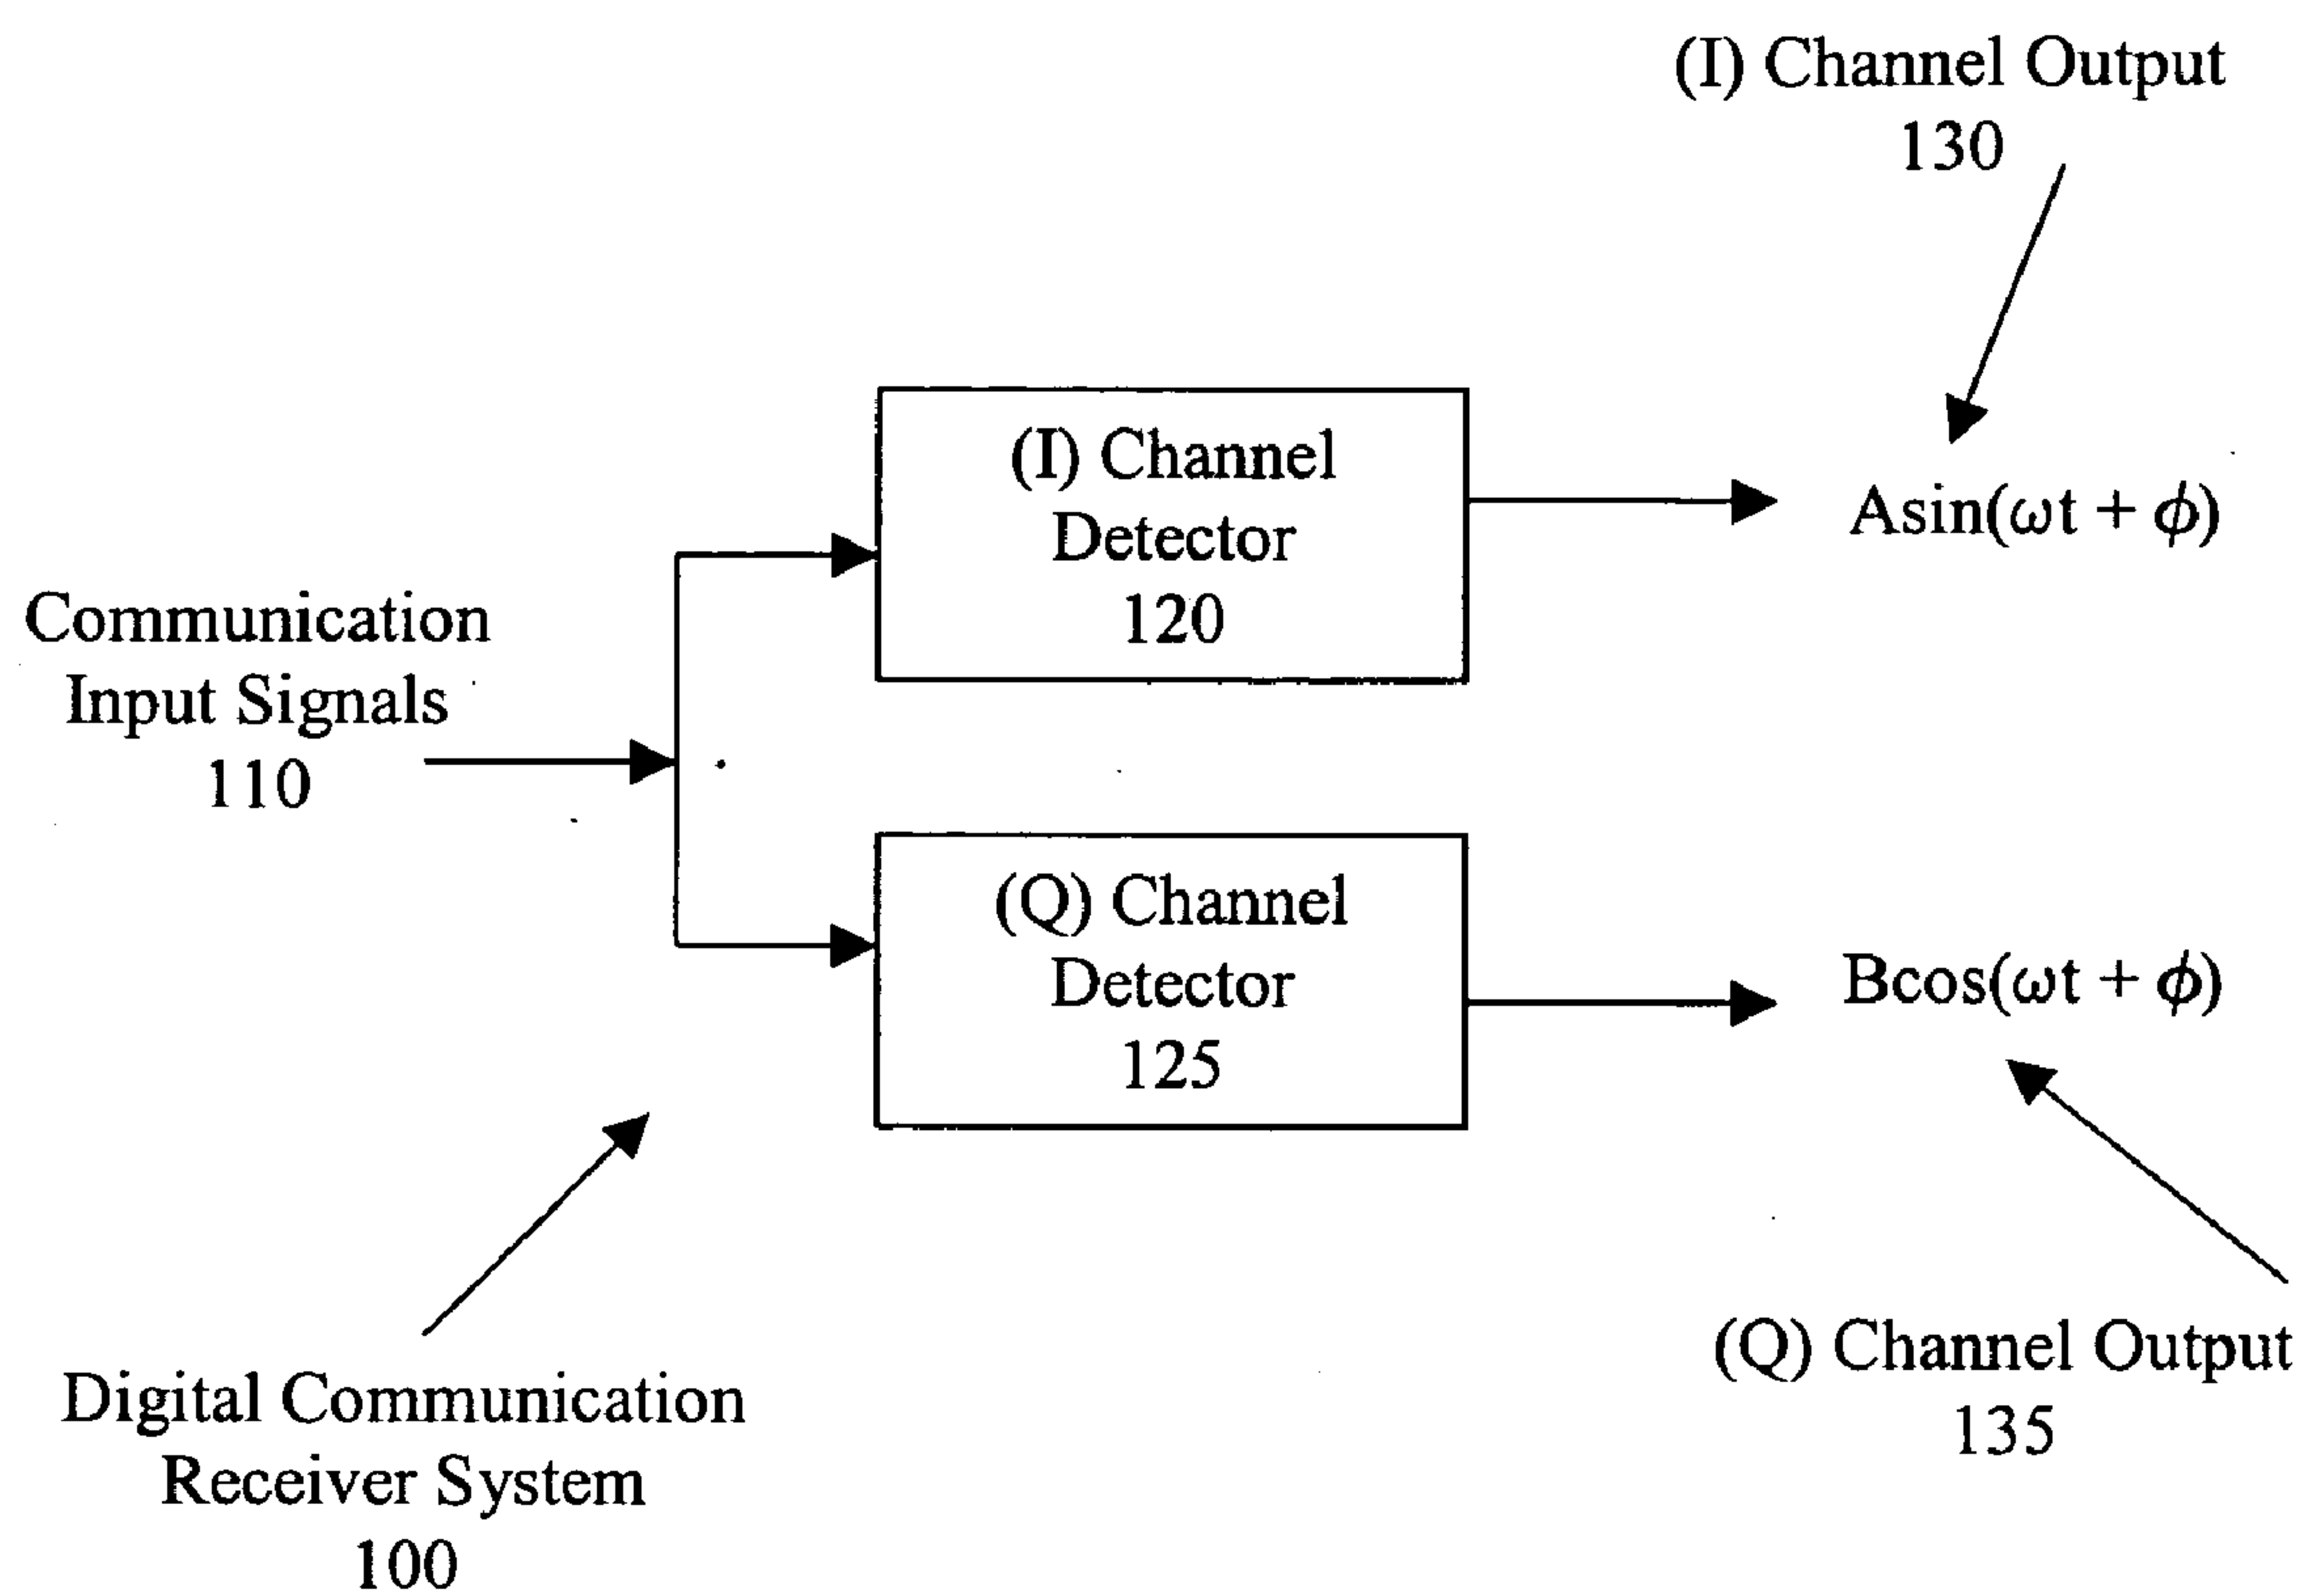 (I) Channel Output
130
(I) Channel
Detector
120
Asin(ωt + ϕ)
Communication
Input Signals
110
(Q) Channel
Detector
125
Bcos(ωt + ϕ)
(Q) Channel Output
135
Digital Communication
Receiver System
100